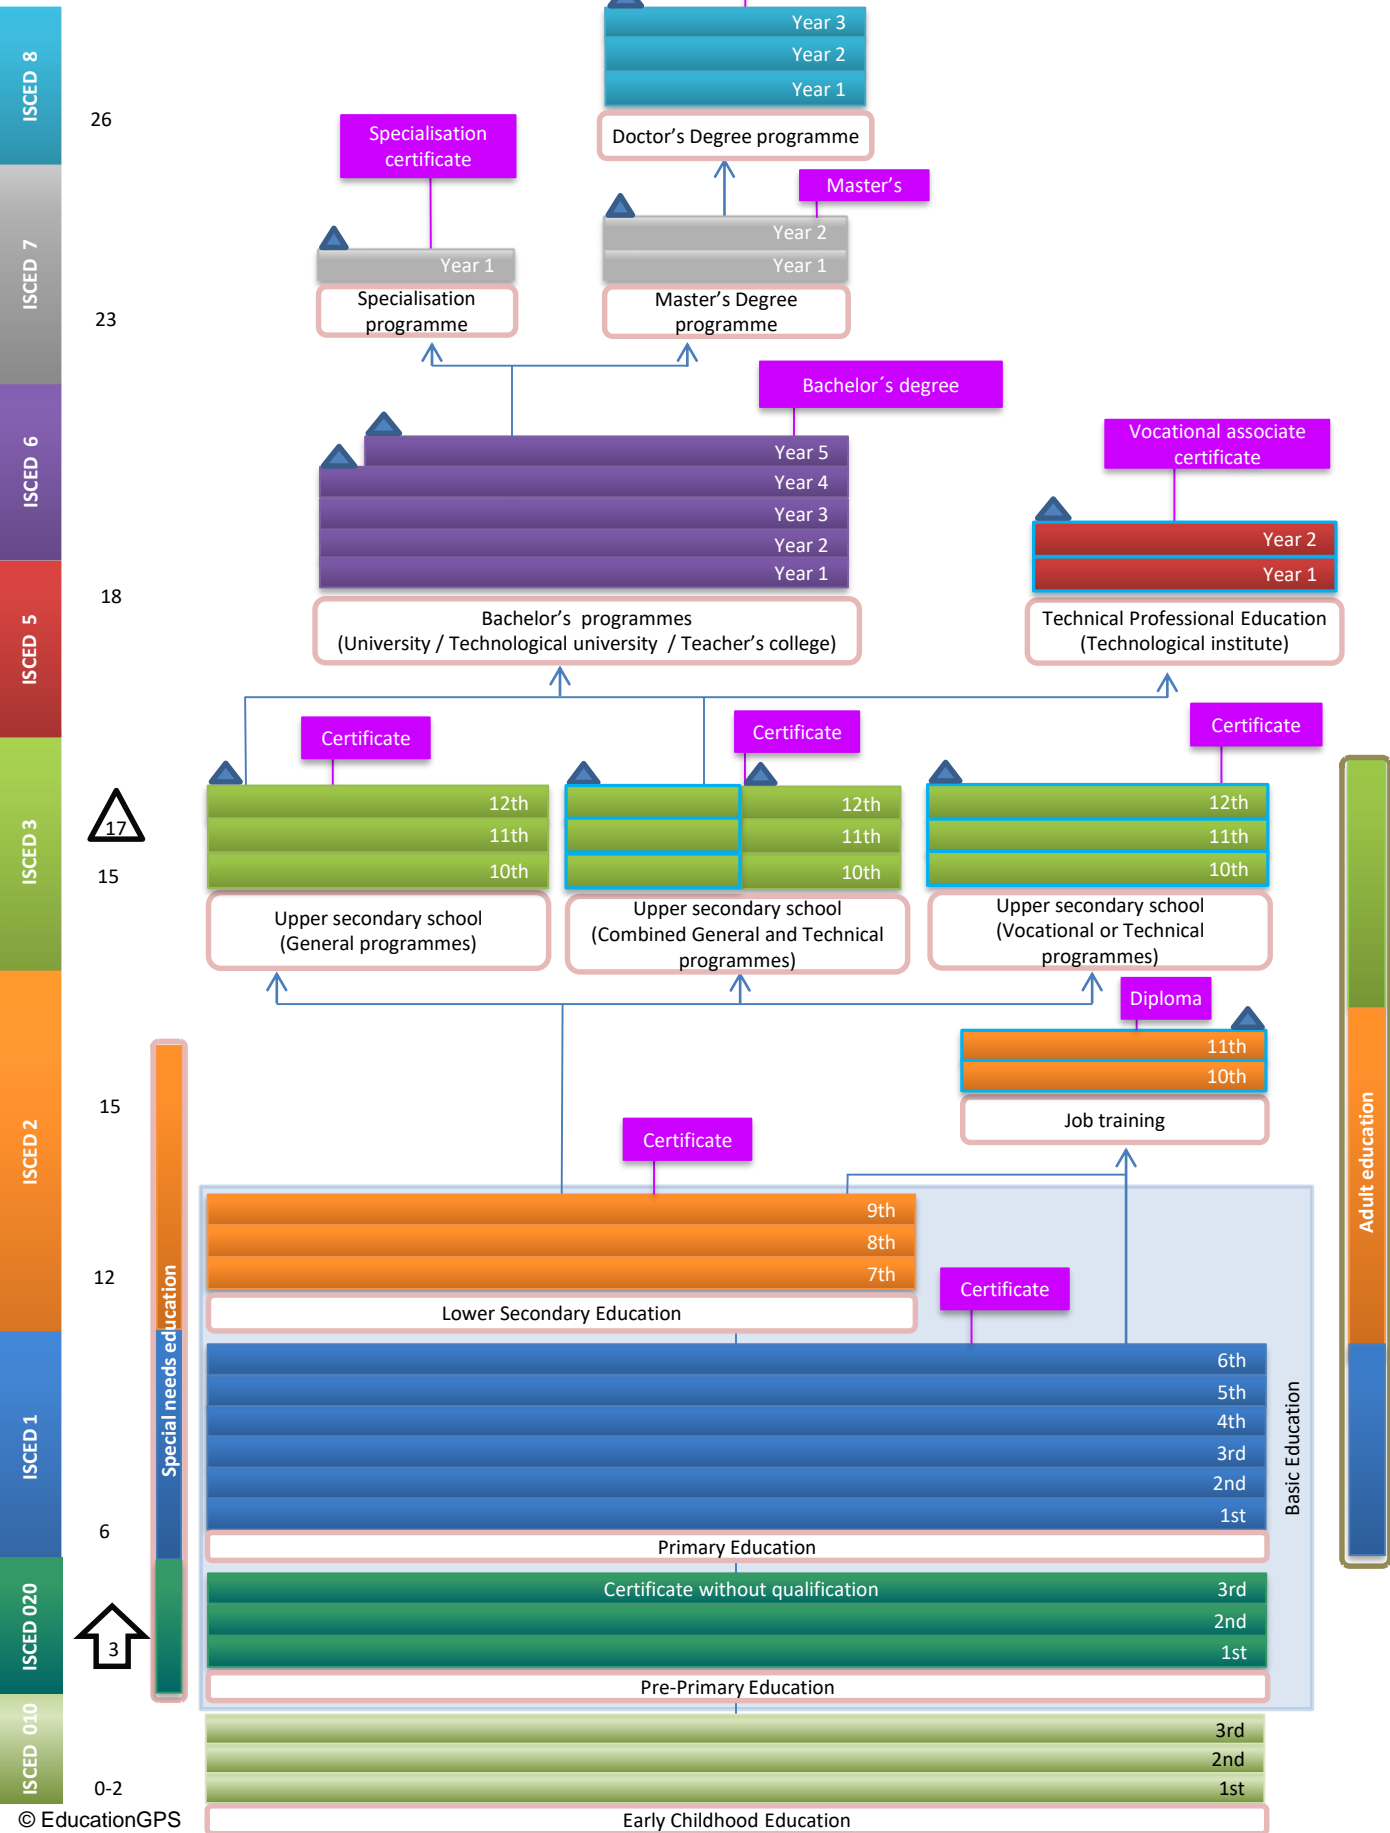 ISCED 8
Year 3
Year 2
Year 1
26
Doctor's Degree programme
Specialisation
certificate
Master's
ISCED 7
Year 2
Year 1
Year 1
Specialisation
programme
Master's Degree
programme
23
Bachelor´s degree
ISCED 6
Year 5
Year 4
Year 3
Year 2
Year 1
Vocational associate
certificate
Year 2
Year 1
18
Bachelor's programmes
(University / Technological university / Teacher's college)
Technical Professional Education
(Technological institute)
ISCED 5
Certificate
Certificate
Certificate
ISCED 3
17
15
12th
11th
10th
12th
11th
10th
12th
11th
10th
Upper secondary school
(General programmes)
Upper secondary school
(Combined General and Technical
programmes)
Upper secondary school
(Vocational or Technical
programmes)
Diploma
11th
10th
Job training
15
ISCED 2
Certificate
Adult education
9th
8th
7th
12
Certificate
Lower Secondary Education
Special needs education
6th
5th
4th
3rd
2nd
1st
ISCED 1
Basic Education
6
Primary Education
ISCED 020
Certificate without qualification
3rd
2nd
1st
3
Pre-Primary Education
ISCED 010
3rd
2nd
1st
0-2
© EducationGPS
Early Childhood Education